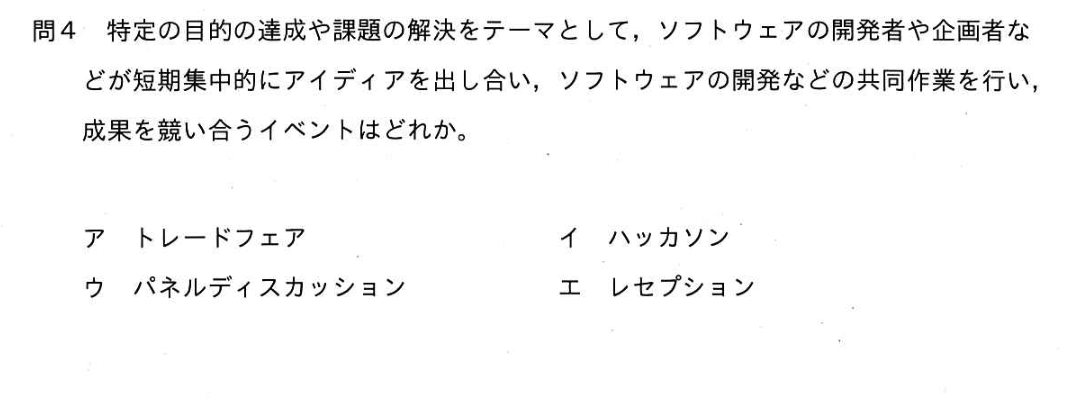 問４　特定の目的の達成や課題の解決をテーマとして，ソフトウェアの開発者や企画者な
どが短期集中的にアイディアを出し合い，ソフトウェアの開発などの共同作業を行い，
成果を競い合うイベントはどれか。
ア　トレードフェア　イ　ハッカソン
ウ　パネルディスカッション　エ　レセプション